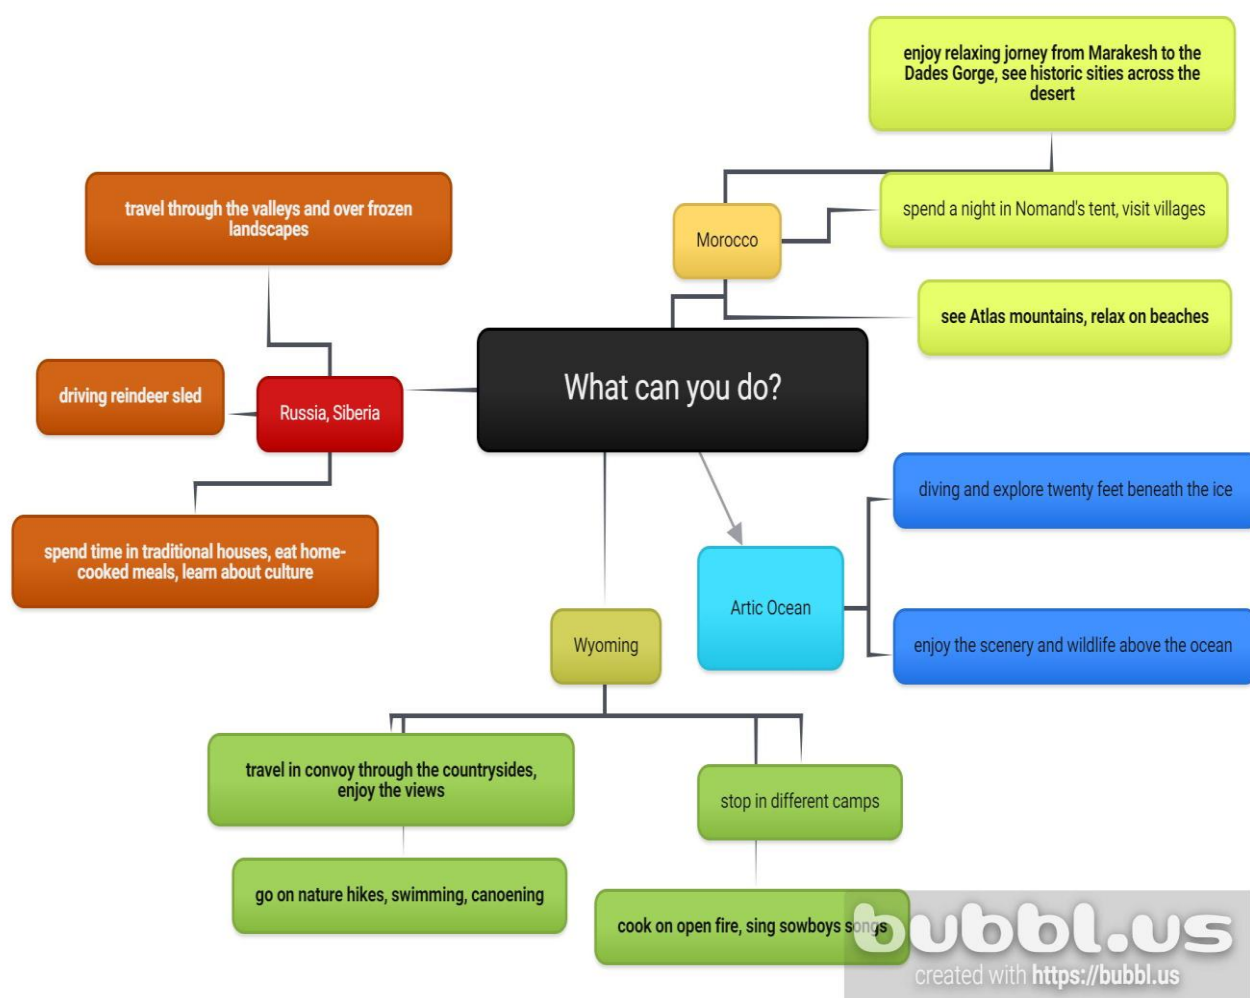 enjoy relaxing jorney from Marakesh to the
Dades Gorge, see historic sities across the
desert
travel through the valleys and over frozen
landscapes
spend a night in Nomand's tent, visit villages
Morocco
see Atlas mountains, relax on beaches
What can you do?
driving reindeer sled
Russia, Siberia
diving and explore twenty feet beneath the ice
spend time in traditional houses, eat home-
cooked meals, learn about culture
Artic Ocean
enjoy the scenery and wildlife above the ocean
Wyoming
travel in convoy through the countrysides,
enjoy the views
stop in different camps
go on nature hikes, swimming, canoening
cook on open fire, sing sowboys songs
bubbl.us
created with https://bubbl.us